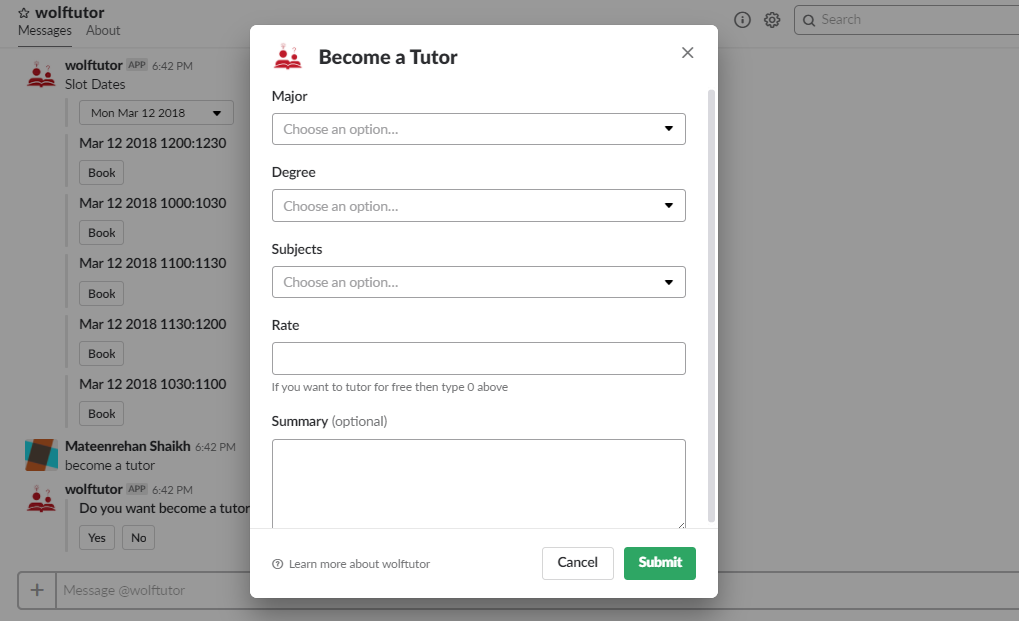 wolftutor
Messages About
Search
wolftutor APP 6:42 PM
Slot Dates
Mon Mar 12 2018
Mar 12 2018 1200:1230
Book
Mar 12 2018 1000:1030
Book
Mar 12 2018 1100:1130
Book
Mar 12 2018 1130:1200
Book
Mar 12 2018 1030:1100
Book
Mateenrehan Shaikh 6:42 PM
become a tutor
wolftutor APP 6:42 PM
Do you want become a tutor
Yes No
Message @wolftutor
Become a Tutor
Major
Choose an option...
Degree
Choose an option...
Subjects
Choose an option...
Rate
If you want to tutor for free then type 0 above
Summary (optional)
Learn more about wolftutor
Cancel Submit